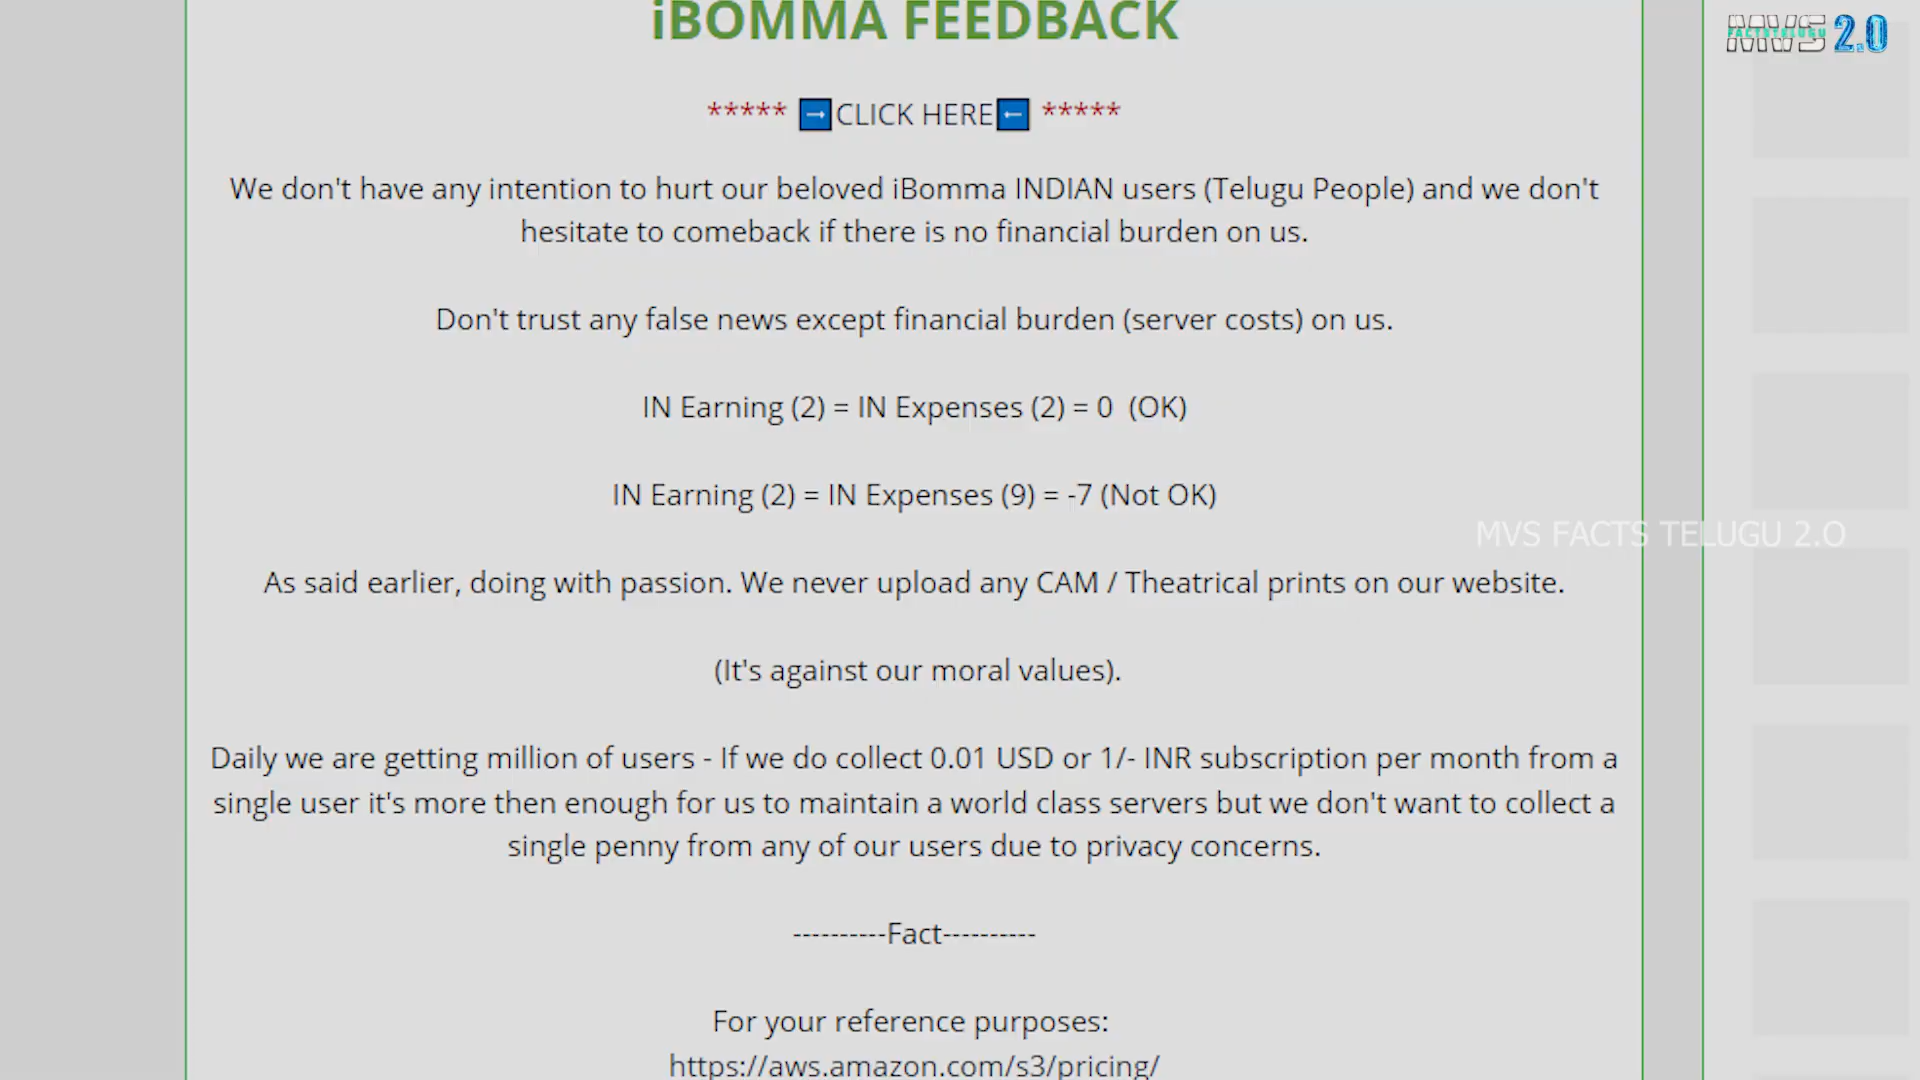 iBOMMA FEEDBACK
MVS 2.0
FACTS TELUGU
***** ➡CLICK HERE⬅ *****
We don't have any intention to hurt our beloved iBomma INDIAN users (Telugu People) and we don't
hesitate to comeback if there is no financial burden on us.
Don't trust any false news except financial burden (server costs) on us.
IN Earning (2) = IN Expenses (2) = 0  (OK)
IN Earning (2) = IN Expenses (9) = -7 (Not OK)
MVS FACTS TELUGU 2.O
As said earlier, doing with passion. We never upload any CAM / Theatrical prints on our website.
(It's against our moral values).
Daily we are getting million of users - If we do collect 0.01 USD or 1/- INR subscription per month from a
single user it's more then enough for us to maintain a world class servers but we don't want to collect a
single penny from any of our users due to privacy concerns.
----------Fact----------
For your reference purposes:
https://aws.amazon.com/s3/pricing/